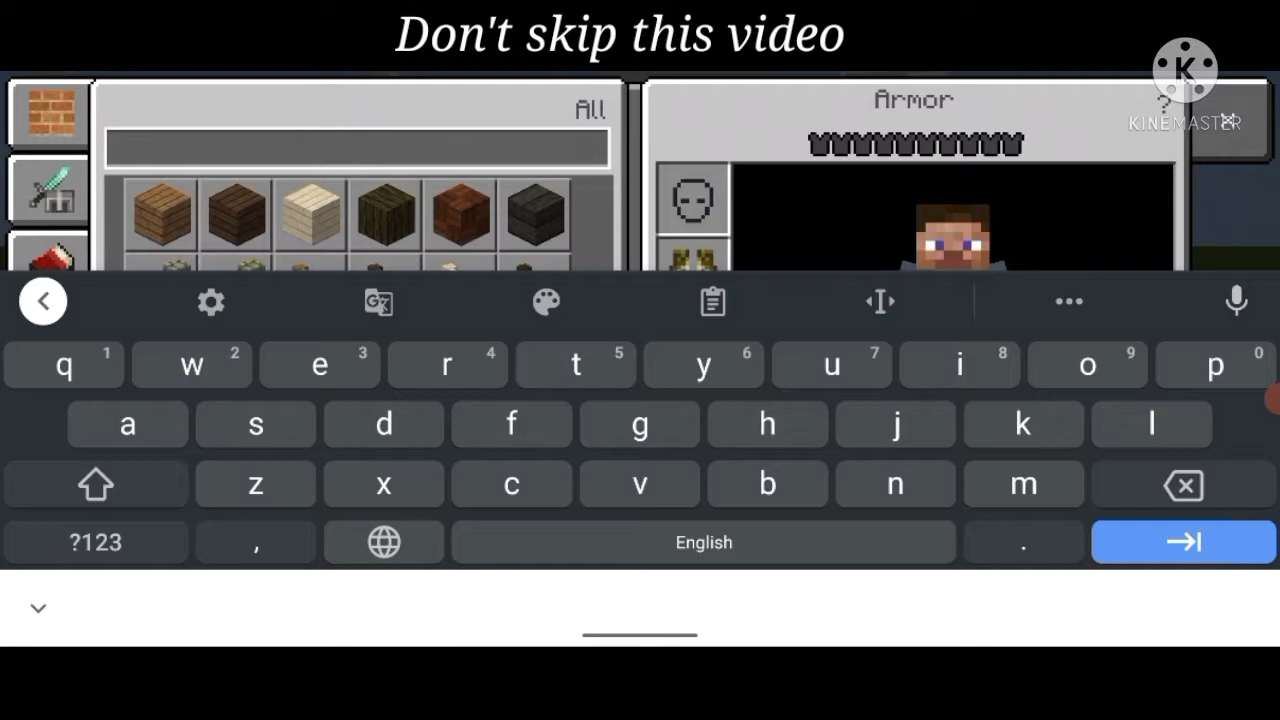 Don't skip this video
All
Armor
?
K
KINEMASTER
q 1 w 2 e 3 r 4 t 5 y 6 u 7 i 8 o 9 p 0
a s d f g h j k l
z x c v b n m
?123 , English .